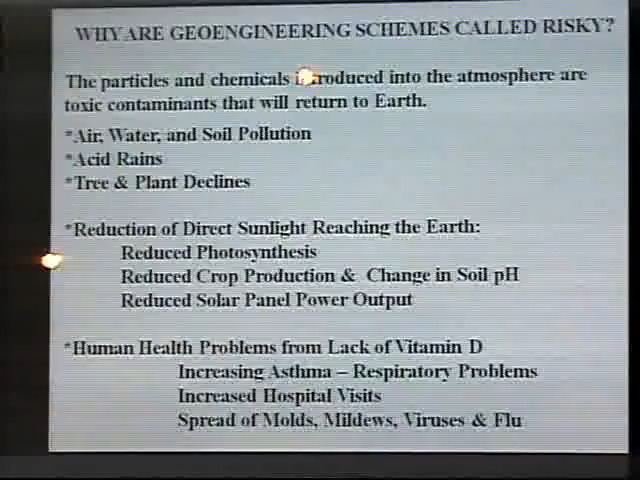 WHY ARE GEOENGINEERING SCHEMES CALLED RISKY?
The particles and chemicals introduced into the atmosphere are
toxic contaminants that will return to Earth.
*Air, Water, and Soil Pollution
*Acid Rains
*Tree & Plant Declines
*Reduction of Direct Sunlight Reaching the Earth:
Reduced Photosynthesis
Reduced Crop Production & Change in Soil pH
Reduced Solar Panel Power Output
*Human Health Problems from Lack of Vitamin D
Increasing Asthma – Respiratory Problems
Increased Hospital Visits
Spread of Molds, Mildews, Viruses & Flu